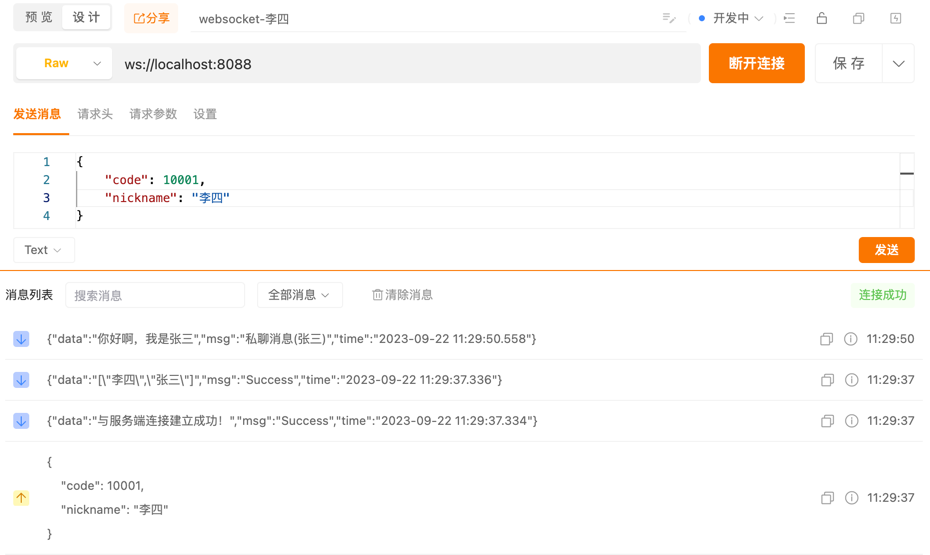 预 览 设 计 分享 websocket-李四 开发中
Raw ws://localhost:8088 断开连接 保 存
发送消息 请求头 请求参数 设置
1 {
2 "code": 10001,
3 "nickname": "李四"
4 }
Text 发送
消息列表 搜索消息 全部消息 清除消息 连接成功
{"data":"你好啊，我是张三","msg":"私聊消息(张三)","time":"2023-09-22 11:29:50.558"} 11:29:50
{"data":"[\"李四\",\"张三\"]","msg":"Success","time":"2023-09-22 11:29:37.336"} 11:29:37
{"data":"与服务端连接建立成功！","msg":"Success","time":"2023-09-22 11:29:37.334"} 11:29:37
{
"code": 10001,
"nickname": "李四" 11:29:37
}